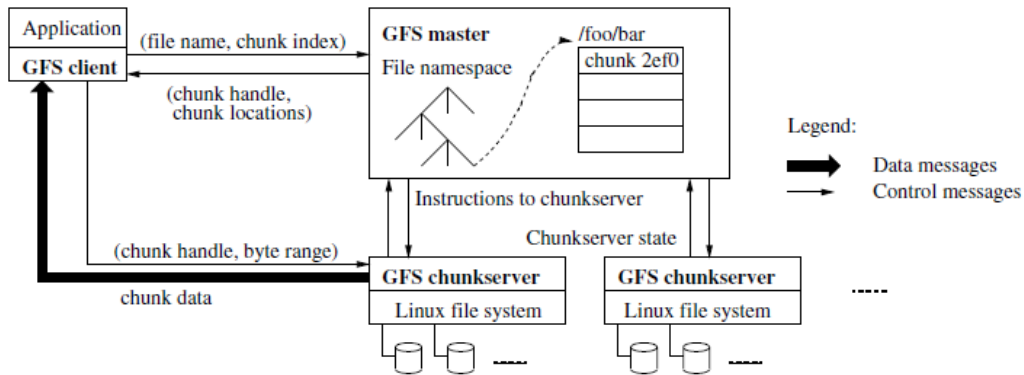 Application
GFS client
(file name, chunk index)
(chunk handle,
chunk locations)
GFS master
File namespace
/foo/bar
chunk 2ef0
Legend:
Data messages
Control messages
Instructions to chunkserver
Chunkserver state
(chunk handle, byte range)
chunk data
GFS chunkserver
Linux file system
GFS chunkserver
Linux file system